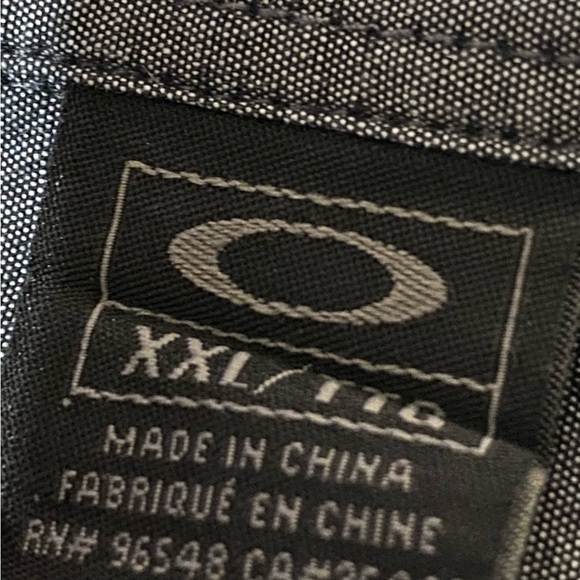 XXL/TTG
MADE IN CHINA
FABRIQUÉ EN CHINE
RN# 96548